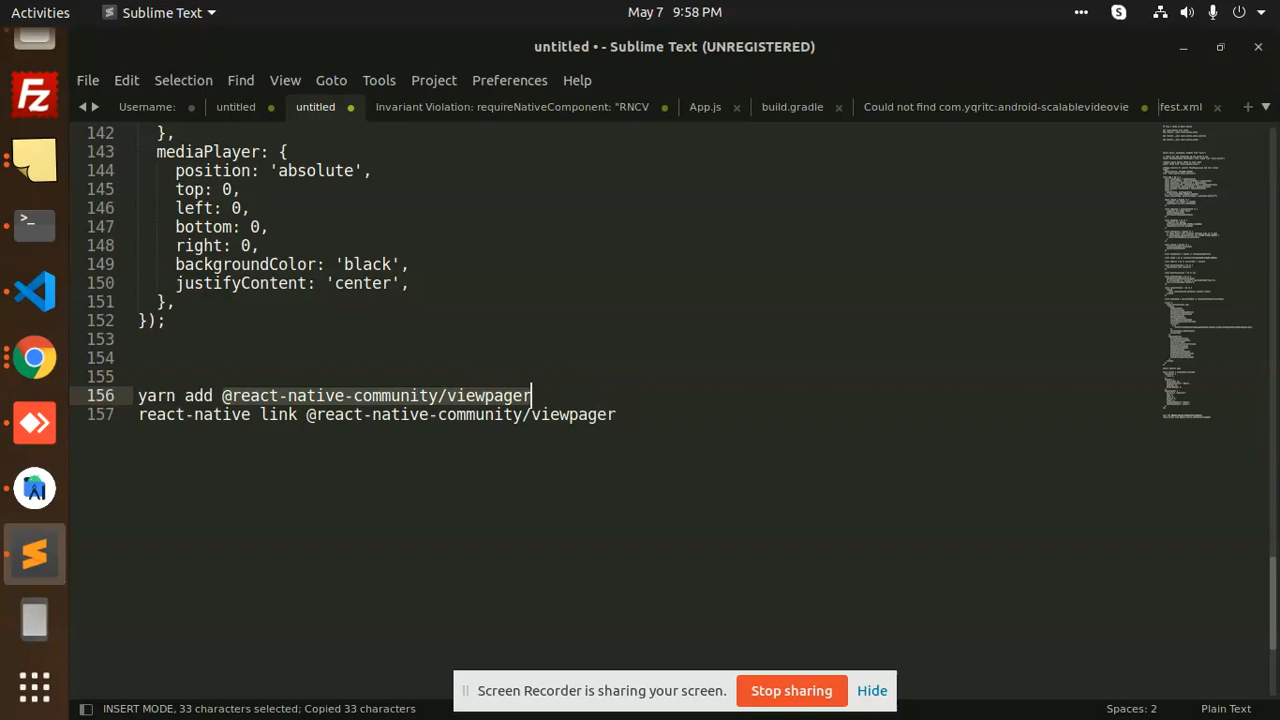 Activities
Sublime Text
May 7 9:58 PM
untitled • - Sublime Text (UNREGISTERED)
File Edit Selection Find View Goto Tools Project Preferences Help
Username: untitled untitled Invariant Violation: requireNativeComponent: "RNCV App.js build.gradle Could not find com.yqritc:android-scalablevideovie fest.xml
142 },
143 mediaPlayer: {
144 position: 'absolute',
145 top: 0,
146 left: 0,
147 bottom: 0,
148 right: 0,
149 backgroundColor: 'black',
150 justifyContent: 'center',
151 },
152 });
153
154
155
156 yarn add @react-native-community/viewpager
157 react-native link @react-native-community/viewpager
Screen Recorder is sharing your screen. Stop sharing Hide
INSERT MODE, 33 characters selected; Copied 33 characters
Spaces: 2
Plain Text